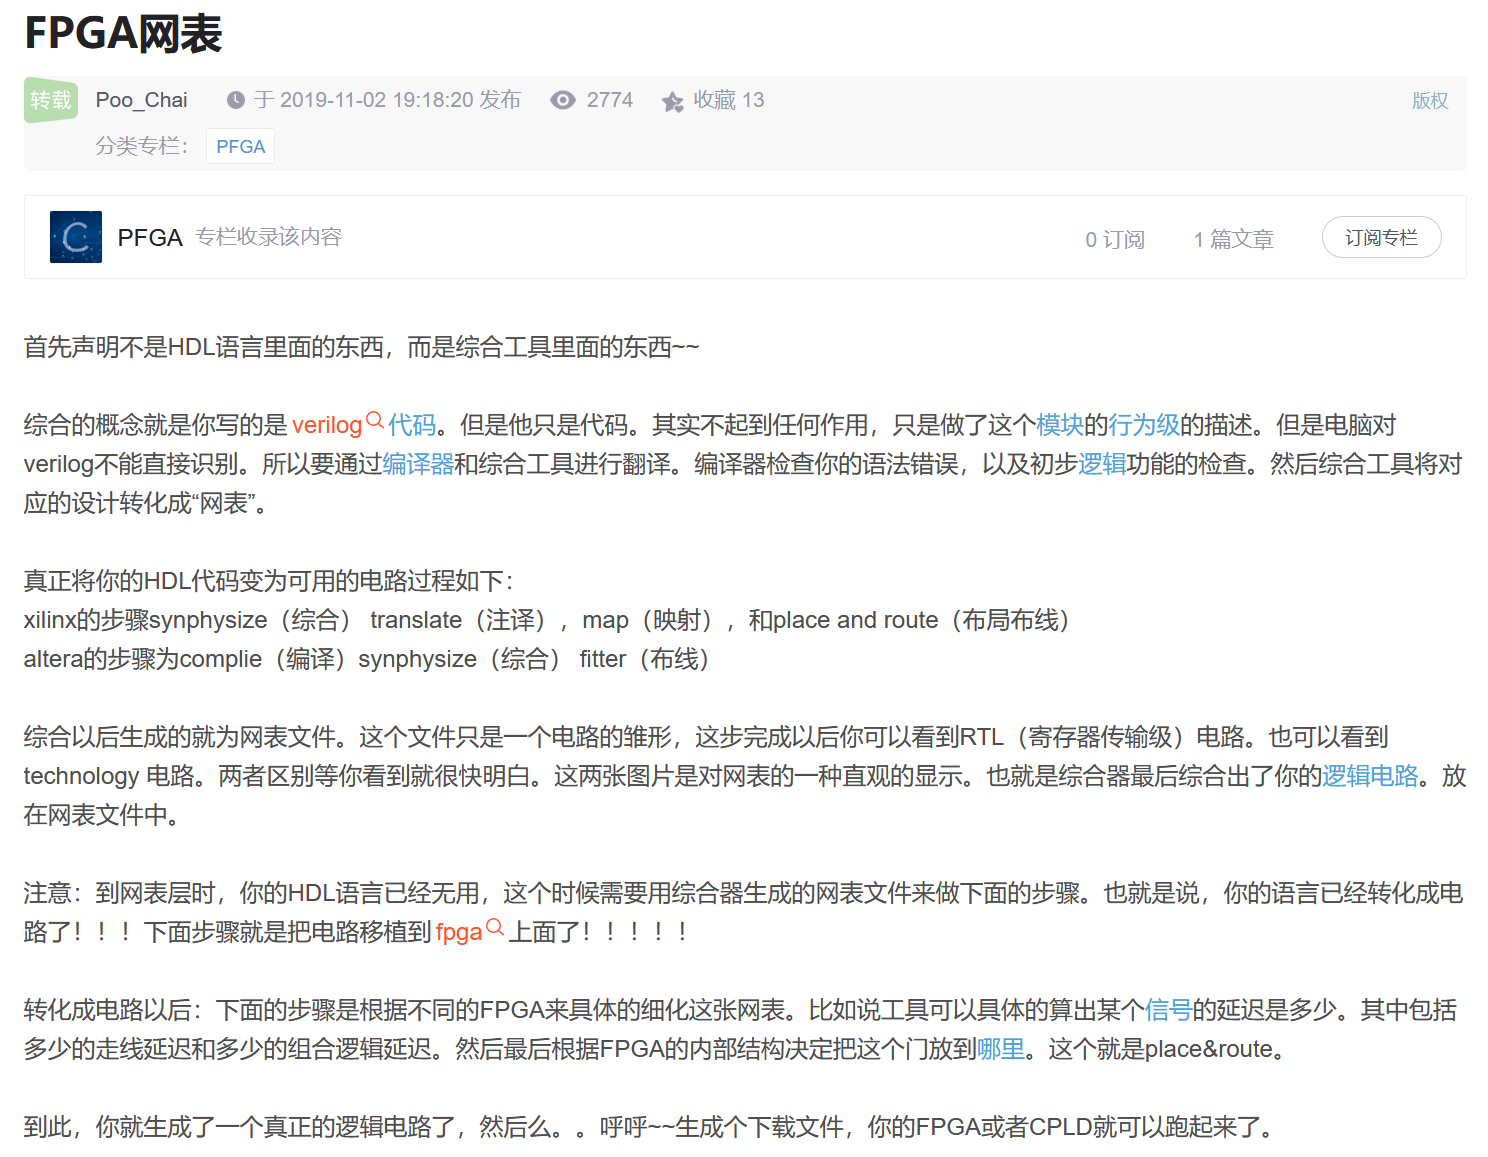 FPGA网表
转载 Poo_Chai 于 2019-11-02 19:18:20 发布 2774 收藏 13 版权
分类专栏： PFGA
C PFGA 专栏收录该内容 0 订阅 1 篇文章 订阅专栏
首先声明不是HDL语言里面的东西，而是综合工具里面的东西~~
综合的概念就是你写的是 verilog 代码。但是他只是代码。其实不起到任何作用，只是做了这个模块的行为级的描述。但是电脑对
verilog不能直接识别。所以要通过编译器和综合工具进行翻译。编译器检查你的语法错误，以及初步逻辑功能的检查。然后综合工具将对
应的设计转化成“网表”。
真正将你的HDL代码变为可用的电路过程如下：
xilinx的步骤synphysize（综合） translate（注译），map（映射），和place and route（布局布线）
altera的步骤为complie（编译）synphysize（综合） fitter（布线）
综合以后生成的就为网表文件。这个文件只是一个电路的雏形，这步完成以后你可以看到RTL（寄存器传输级）电路。也可以看到
technology 电路。两者区别等你看到就很快明白。这两张图片是对网表的一种直观的显示。也就是综合器最后综合出了你的逻辑电路。放
在网表文件中。
注意：到网表层时，你的HDL语言已经无用，这个时候需要用综合器生成的网表文件来做下面的步骤。也就是说，你的语言已经转化成电
路了！！！下面步骤就是把电路移植到 fpga 上面了！！！！！
转化成电路以后：下面的步骤是根据不同的FPGA来具体的细化这张网表。比如说工具可以具体的算出某个信号的延迟是多少。其中包括
多少的走线延迟和多少的组合逻辑延迟。然后最后根据FPGA的内部结构决定把这个门放到哪里。这个就是place&route。
到此，你就生成了一个真正的逻辑电路了，然后么。。呼呼~~生成个下载文件，你的FPGA或者CPLD就可以跑起来了。